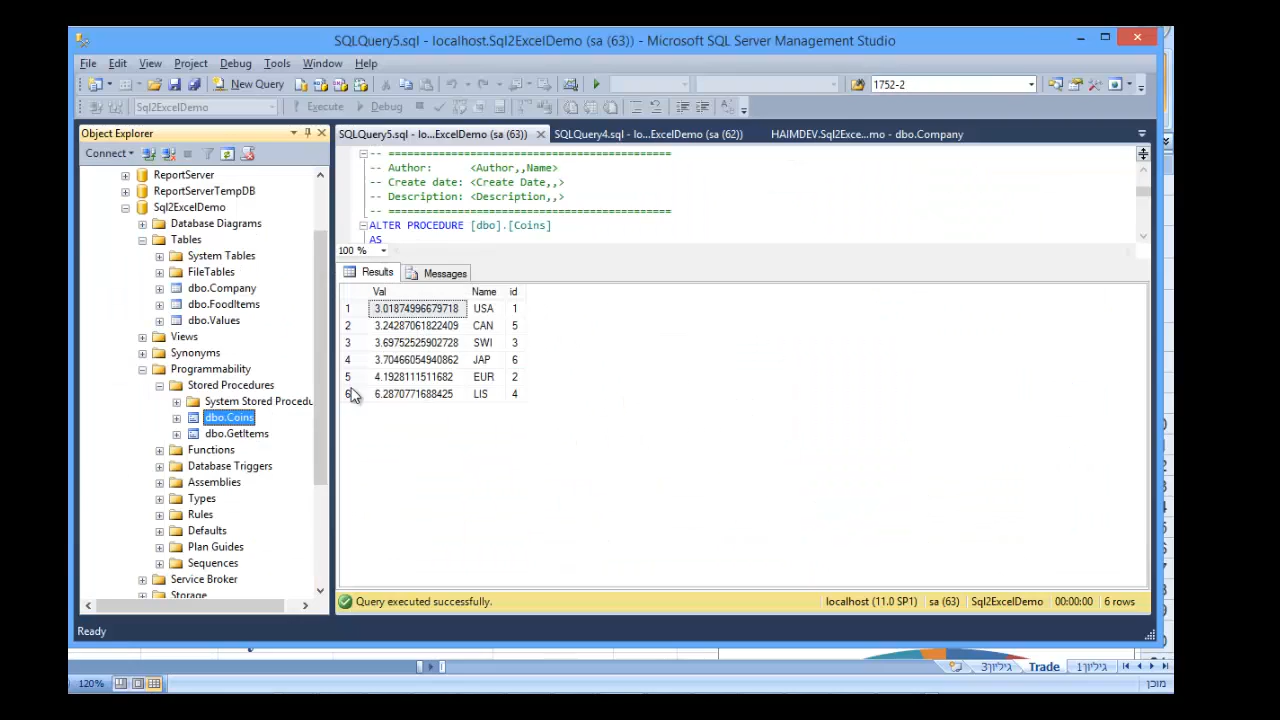 SQLQuery5.sql - localhost.Sql2ExcelDemo (sa (63)) - Microsoft SQL Server Management Studio
File Edit View Project Debug Tools Window Help
New Query 1752-2
Sql2ExcelDemo Execute Debug
Object Explorer
Connect
ReportServer
ReportServerTempDB
Sql2ExcelDemo
Database Diagrams
Tables
System Tables
FileTables
dbo.Company
dbo.FoodItems
dbo.Values
Views
Synonyms
Programmability
Stored Procedures
System Stored Procedu
dbo.Coins
dbo.GetItems
Functions
Database Triggers
Assemblies
Types
Rules
Defaults
Plan Guides
Sequences
Service Broker
Storage
SQLQuery5.sql - lo...ExcelDemo (sa (63)) SQLQuery4.sql - lo...ExcelDemo (sa (62)) HAIMDEV.Sql2Exce...mo - dbo.Company
-- =============================================
-- Author: <Author,,Name>
-- Create date: <Create Date,,>
-- Description: <Description,,>
-- =============================================
ALTER PROCEDURE [dbo].[Coins]
AS
100 %
Results Messages
Val Name id
1 3.01874996679718 USA 1
2 3.24287061822409 CAN 5
3 3.69752525902728 SWI 3
4 3.70466054940862 JAP 6
5 4.1928111511682 EUR 2
6 6.2870771688425 LIS 4
Query executed successfully. localhost (11.0 SP1) sa (63) Sql2ExcelDemo 00:00:00 6 rows
Ready
גיליון3 Trade גיליון1
120% מוכן